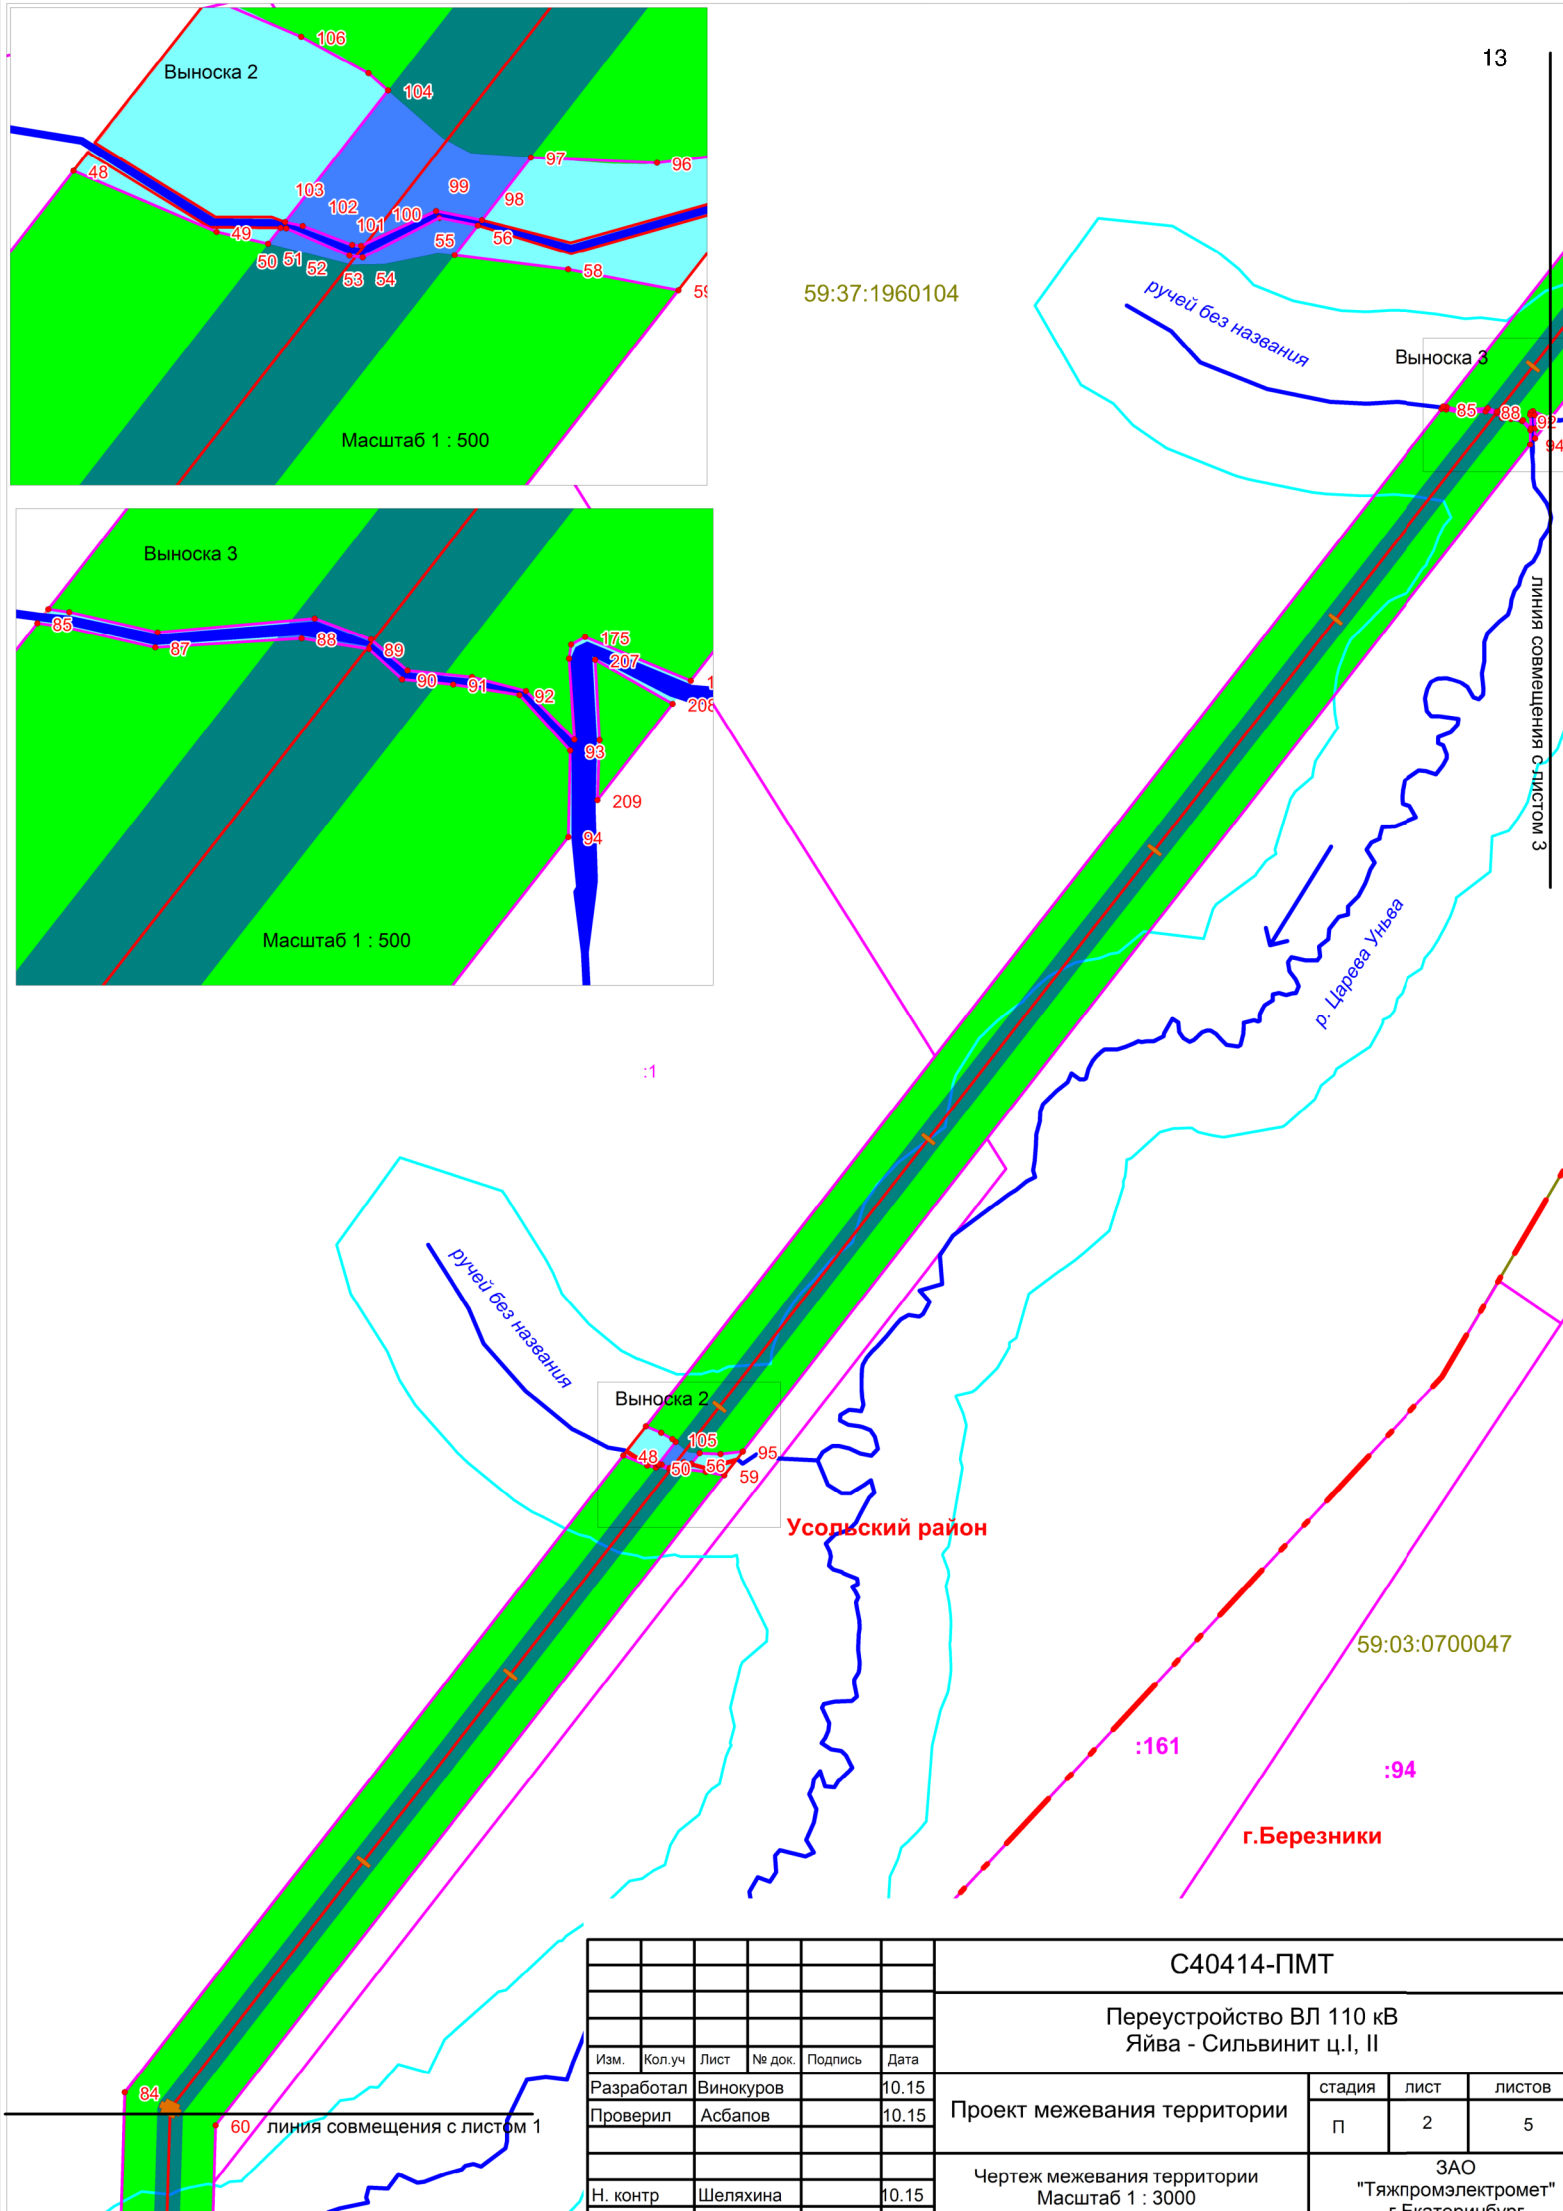 13
Выноска 2
106
104
97
96
48
103
99
98
102
101
100
49
50
51
52
53
54
55
56
58
59
Масштаб 1 : 500
59:37:1960104
ручей без названия
Выноска 3
85
88
92
94
линия совмещения с листом 3
Выноска 3
85
87
88
89
90
91
92
175
207
208
93
209
94
Масштаб 1 : 500
р. Царева Уньва
:1
ручей без названия
Выноска 2
105
48
50
56
95
59
Усольский район
59:03:0700047
:161
:94
г.Березники
84
60
линия совмещения с листом 1
С40414-ПМТ
Переустройство ВЛ 110 кВ
Яйва - Сильвинит ц.I, II
Изм. Кол.уч Лист № док. Подпись Дата
Разработал Винокуров 10.15
Проверил Асбапов 10.15
Проект межевания территории
стадия лист листов
П 2 5
Н. контр Шеляхина 10.15
Чертеж межевания территории
Масштаб 1 : 3000
ЗАО
"Тяжпромэлектромет"
г.Екатеринбург